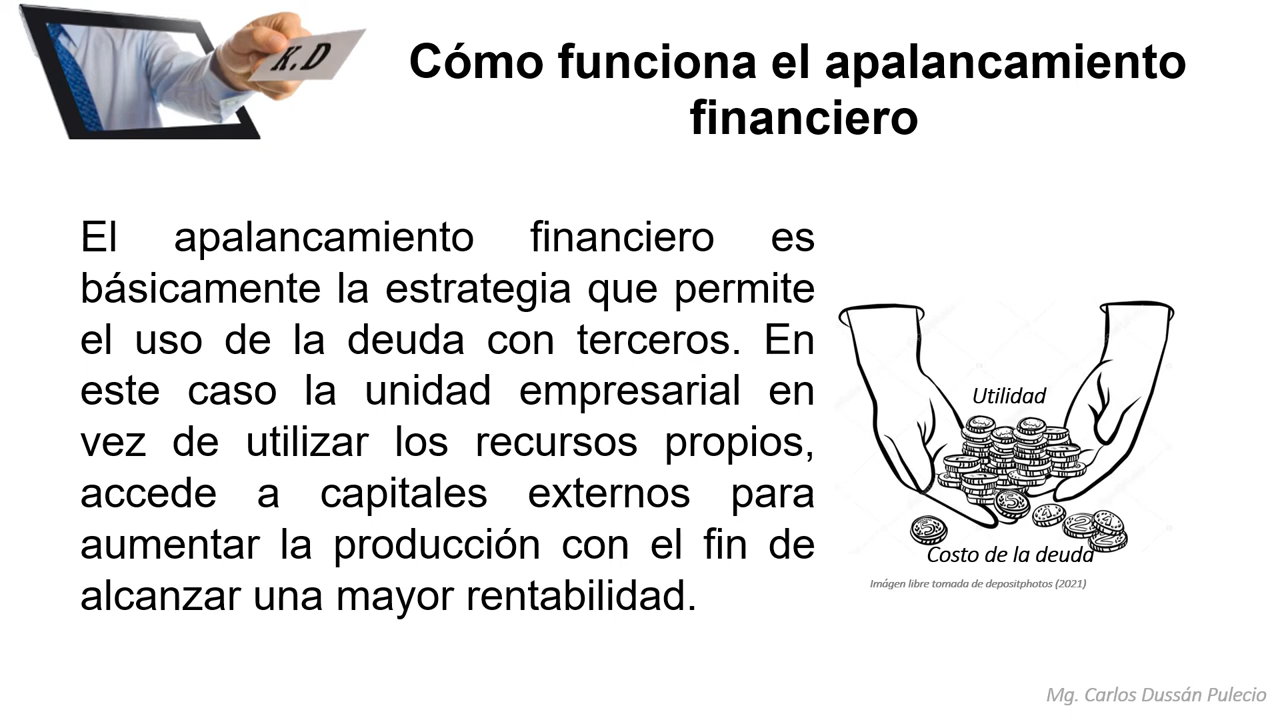 K.D
Cómo funciona el apalancamiento
financiero
El apalancamiento financiero es
básicamente la estrategia que permite
el uso de la deuda con terceros. En
este caso la unidad empresarial en
vez de utilizar los recursos propios,
accede a capitales externos para
aumentar la producción con el fin de
alcanzar una mayor rentabilidad.
Utilidad
Costo de la deuda
Imágen libre tomada de depositphotos (2021)
Mg. Carlos Dussán Pulecio